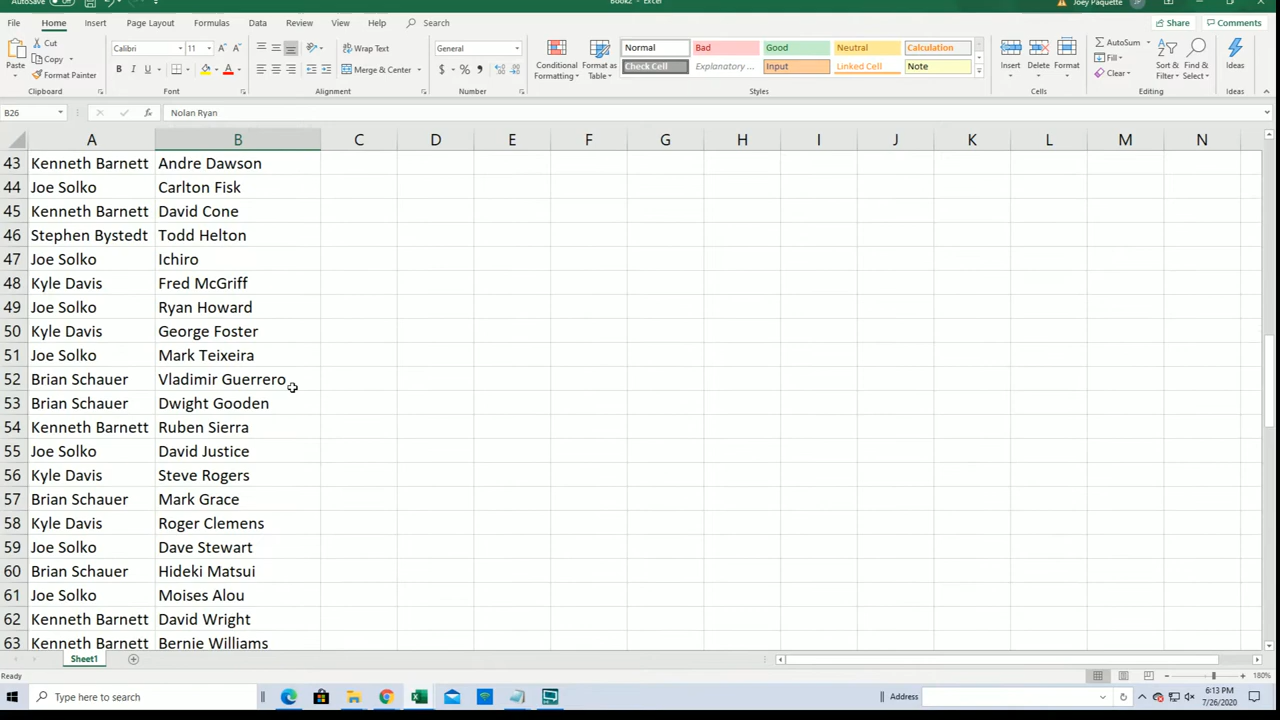 AutoSave Off Book2 - Excel Joey Paquette
File Home Insert Page Layout Formulas Data Review View Help Search Share Comments
Paste Cut Copy Format Painter Clipboard
Calibri 11 A A B I U A Font
Wrap Text Merge & Center Alignment
General $ % , Number
Conditional Formatting Format as Table
Normal Bad Good Neutral Calculation
Check Cell Explanatory ... Input Linked Cell Note
Styles
Insert Delete Format Cells
AutoSum Fill Clear Sort & Filter Find & Select Editing
Ideas Ideas
B26 fx Nolan Ryan
A B C D E F G H I J K L M N
43 Kenneth Barnett Andre Dawson
44 Joe Solko Carlton Fisk
45 Kenneth Barnett David Cone
46 Stephen Bystedt Todd Helton
47 Joe Solko Ichiro
48 Kyle Davis Fred McGriff
49 Joe Solko Ryan Howard
50 Kyle Davis George Foster
51 Joe Solko Mark Teixeira
52 Brian Schauer Vladimir Guerrero
53 Brian Schauer Dwight Gooden
54 Kenneth Barnett Ruben Sierra
55 Joe Solko David Justice
56 Kyle Davis Steve Rogers
57 Brian Schauer Mark Grace
58 Kyle Davis Roger Clemens
59 Joe Solko Dave Stewart
60 Brian Schauer Hideki Matsui
61 Joe Solko Moises Alou
62 Kenneth Barnett David Wright
63 Kenneth Barnett Bernie Williams
Sheet1
Ready 180%
Type here to search Address 6:13 PM
7/26/2020